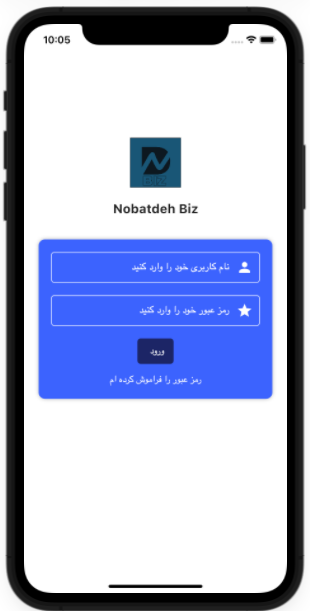 10:05
Nobatdeh Biz
نام کاربری خود را وارد کنید
رمز عبور خود را وارد کنید
ورود
رمز عبور را فراموش کرده ام